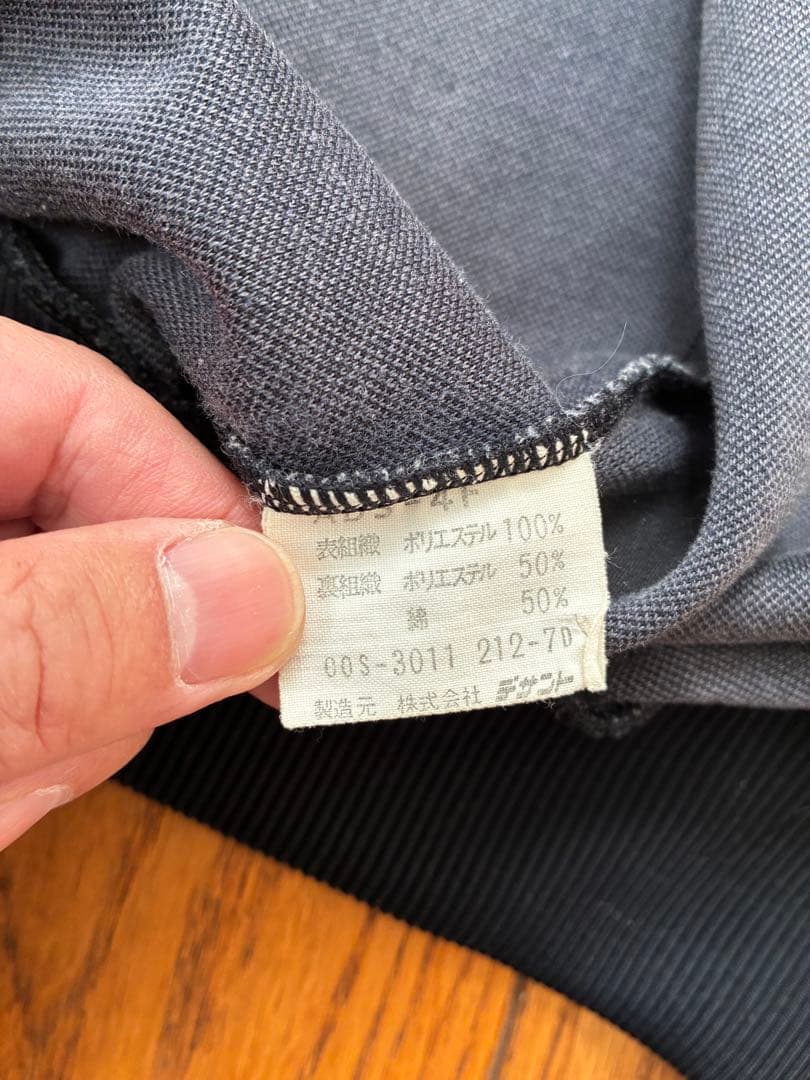 表組織 ポリエステル 100%
裏組織 ポリエステル 50%
綿 50%
00S-3011 212-7D
製造元 株式会社 デサント